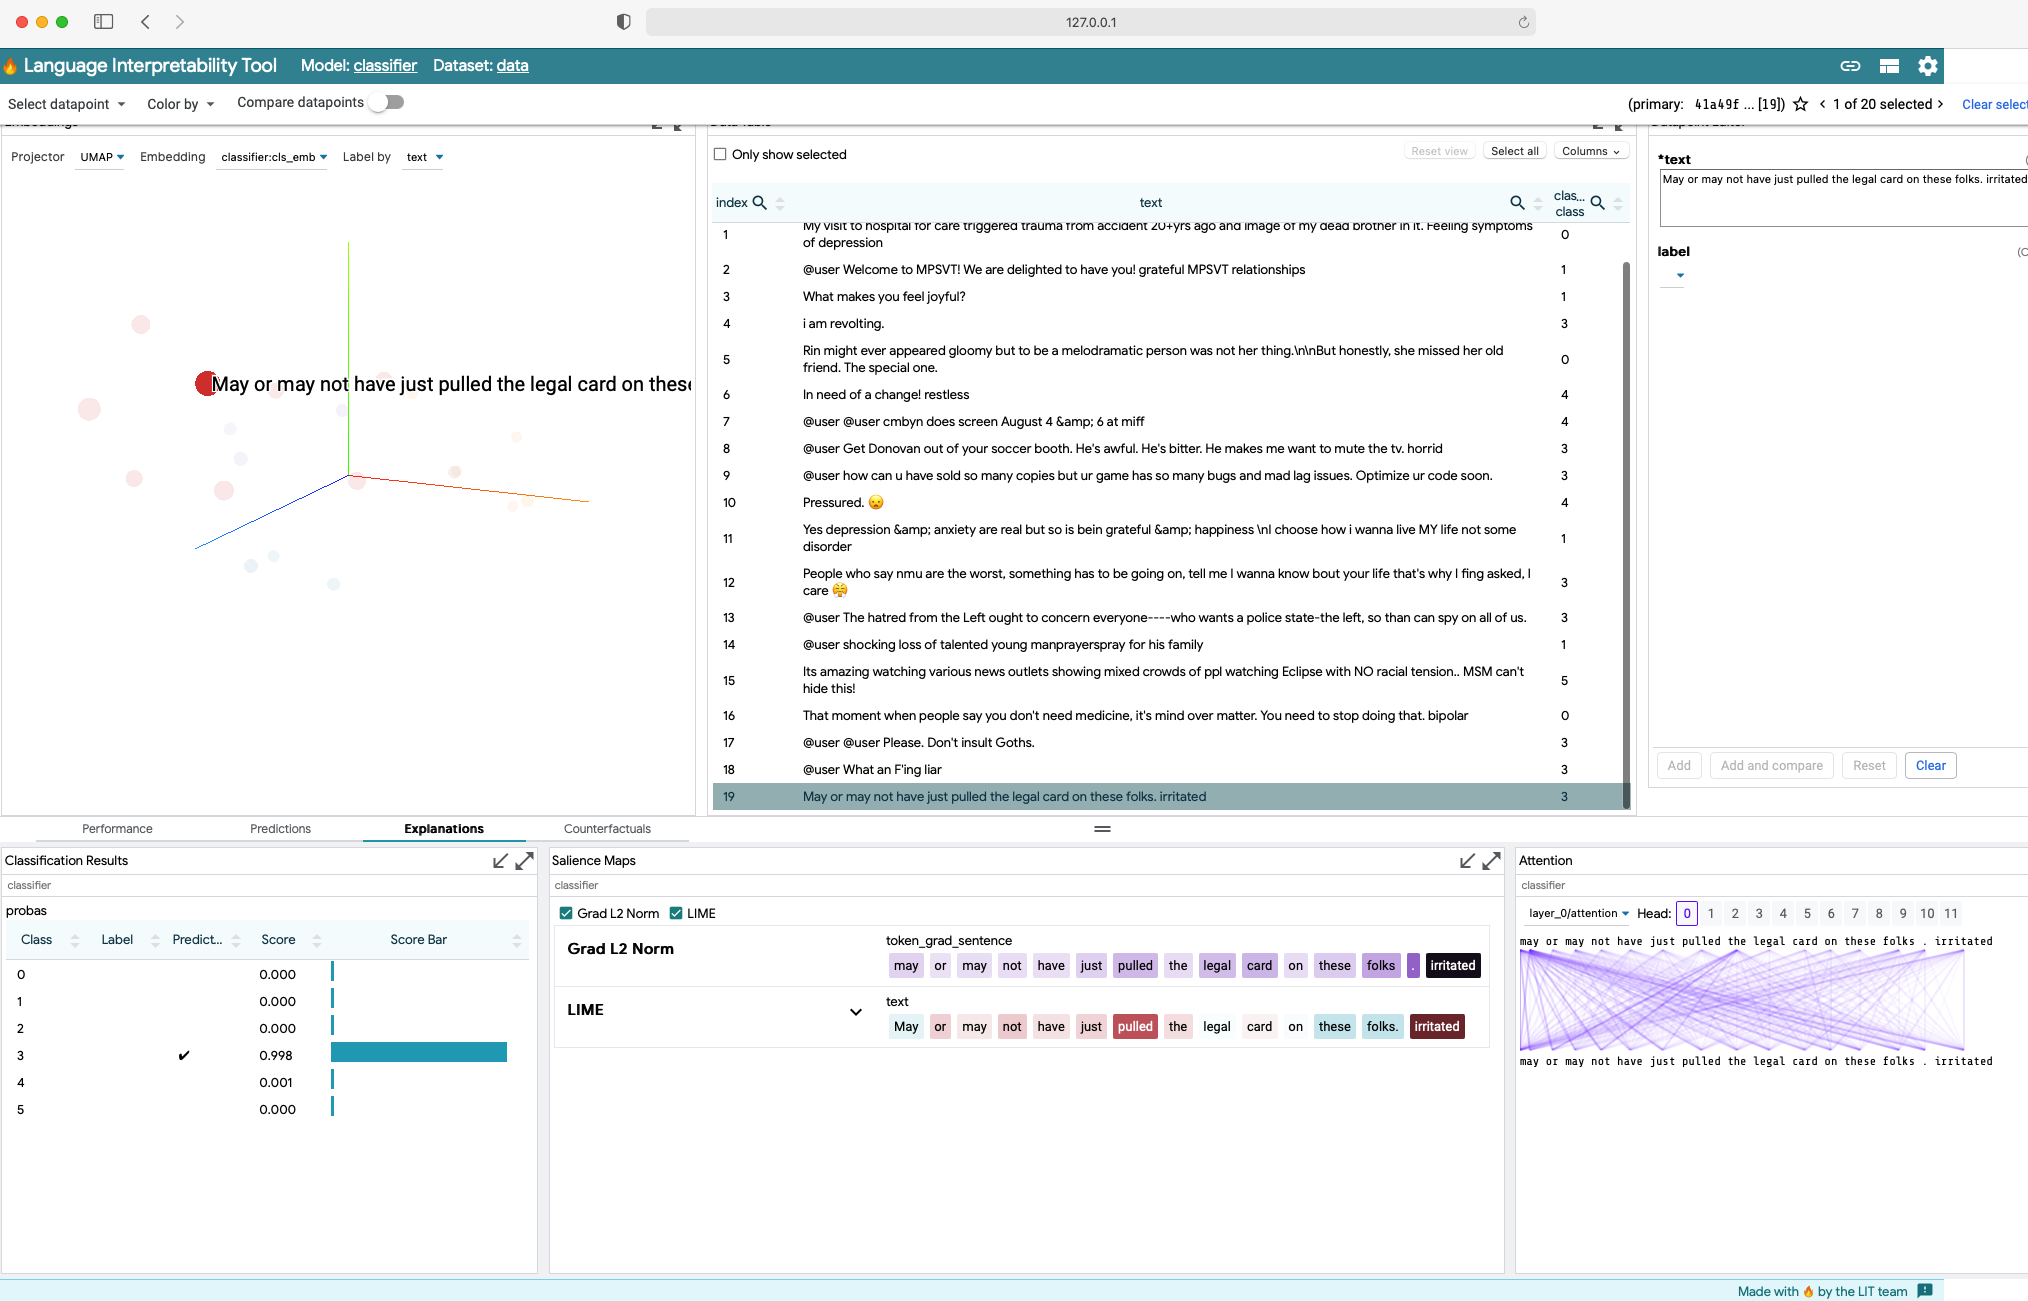 127.0.0.1
Language Interpretability Tool Model: classifier Dataset: data
Select datapoint Color by Compare datapoints (primary: 41a49f ... [19]) 1 of 20 selected Clear select
Projector UMAP Embedding classifier:cls_emb Label by text
May or may not have just pulled the legal card on these
Only show selected Reset view Select all Columns
index text clas... class
1 My visit to hospital for care triggered trauma from accident 20+yrs ago and image of my dead brother in it. Feeling symptoms of depression 0
2 @user Welcome to MPSVT! We are delighted to have you! grateful MPSVT relationships 1
3 What makes you feel joyful? 1
4 i am revolting. 3
5 Rin might ever appeared gloomy but to be a melodramatic person was not her thing.\n\nBut honestly, she missed her old friend. The special one. 0
6 In need of a change! restless 4
7 @user @user cmbyn does screen August 4 &amp; 6 at miff 4
8 @user Get Donovan out of your soccer booth. He's awful. He's bitter. He makes me want to mute the tv. horrid 3
9 @user how can u have sold so many copies but ur game has so many bugs and mad lag issues. Optimize ur code soon. 3
10 Pressured. 😦 4
11 Yes depression &amp; anxiety are real but so is bein grateful &amp; happiness \nI choose how i wanna live MY life not some disorder 1
12 People who say nmu are the worst, something has to be going on, tell me I wanna know bout your life that's why I fing asked, I care 😤 3
13 @user The hatred from the Left ought to concern everyone----who wants a police state-the left, so than can spy on all of us. 3
14 @user shocking loss of talented young manprayerspray for his family 1
15 Its amazing watching various news outlets showing mixed crowds of ppl watching Eclipse with NO racial tension.. MSM can't hide this! 5
16 That moment when people say you don't need medicine, it's mind over matter. You need to stop doing that. bipolar 0
17 @user @user Please. Don't insult Goths. 3
18 @user What an F'ing liar 3
19 May or may not have just pulled the legal card on these folks. irritated 3
*text
May or may not have just pulled the legal card on these folks. irritated
label
Add Add and compare Reset Clear
Performance Predictions Explanations Counterfactuals
Classification Results
classifier
probas
Class Label Predict... Score Score Bar
0 0.000
1 0.000
2 0.000
3 ✔ 0.998
4 0.001
5 0.000
Salience Maps
classifier
Grad L2 Norm LIME
Grad L2 Norm
token_grad_sentence
may or may not have just pulled the legal card on these folks . irritated
LIME
text
May or may not have just pulled the legal card on these folks. irritated
Attention
classifier
layer_0/attention Head: 0 1 2 3 4 5 6 7 8 9 10 11
may or may not have just pulled the legal card on these folks . irritated
may or may not have just pulled the legal card on these folks . irritated
Made with 🔥 by the LIT team